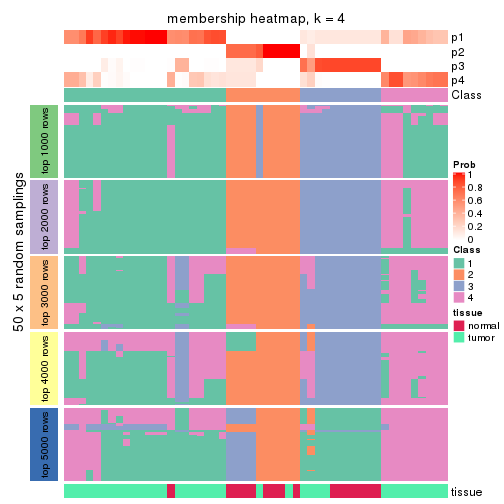 membership heatmap, k = 4
p1
p2
p3
p4
Class
50 x 5 random samplings
top 1000 rows
top 2000 rows
top 3000 rows
top 4000 rows
top 5000 rows
Prob
1
0.8
0.6
0.4
0.2
0
Class
1
2
3
4
tissue
normal
tumor
tissue